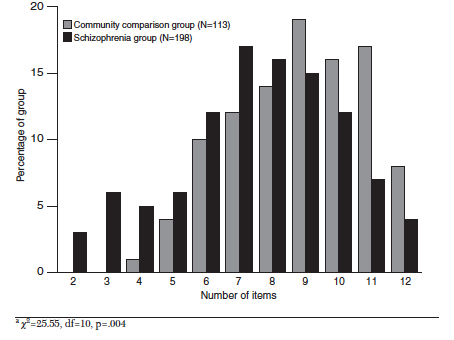 20
Community comparison group (N=113)
Schizophrenia group (N=198)
15
10
5
0
Percentage of group
2 3 4 5 6 7 8 9 10 11 12
Number of items
a χ²=25.55, df=10, p=.004